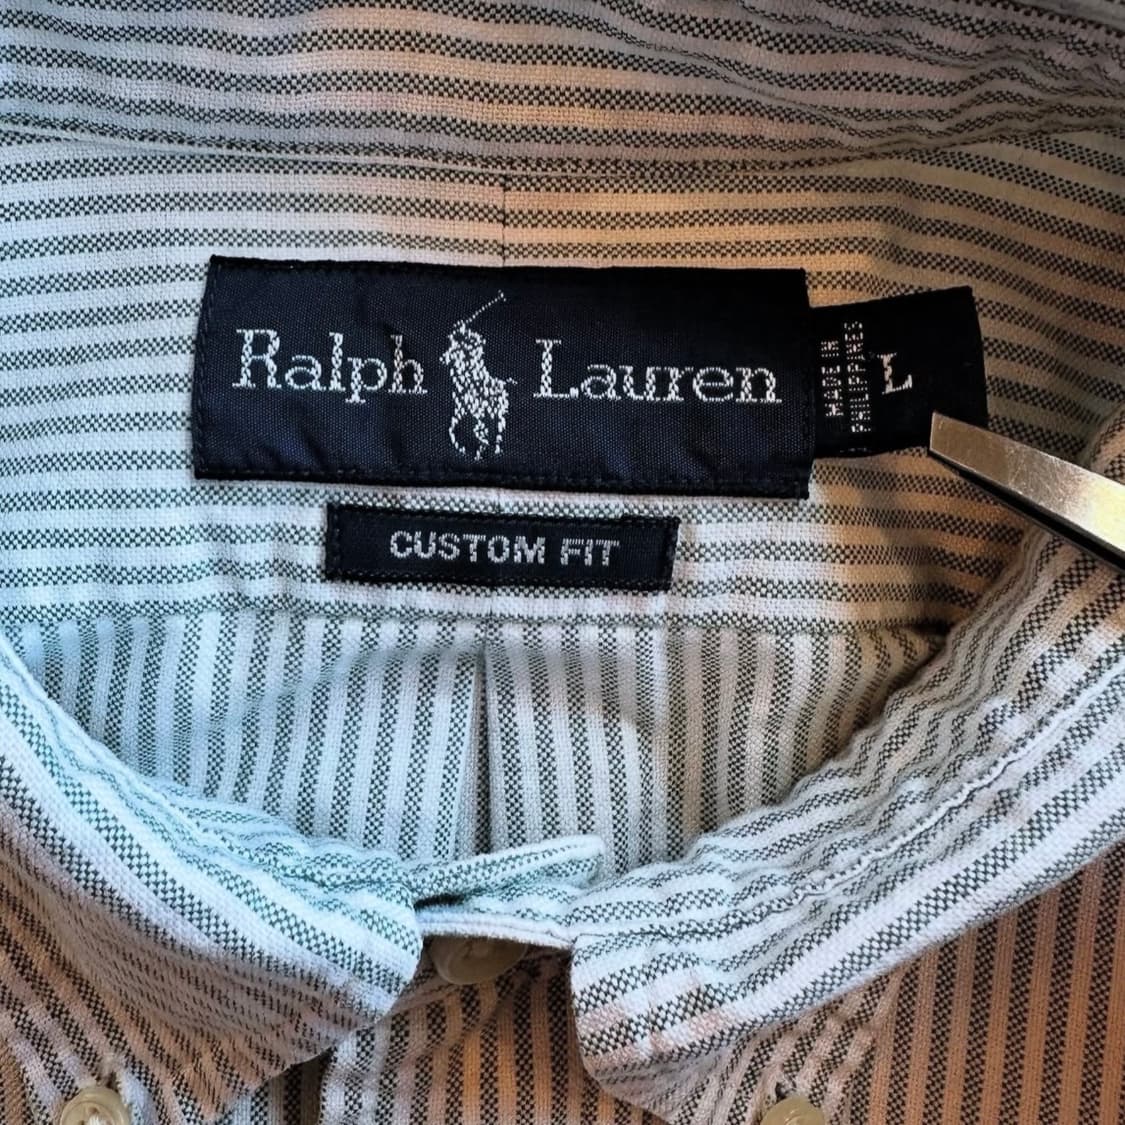 Ralph Lauren
MADE IN
PHILIPPINES
L
CUSTOM FIT